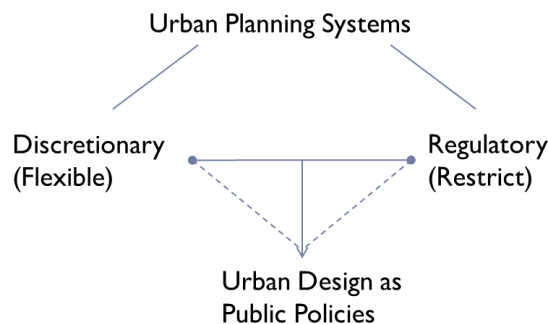 Urban Planning Systems
Discretionary
(Flexible)
Regulatory
(Restrict)
Urban Design as
Public Policies